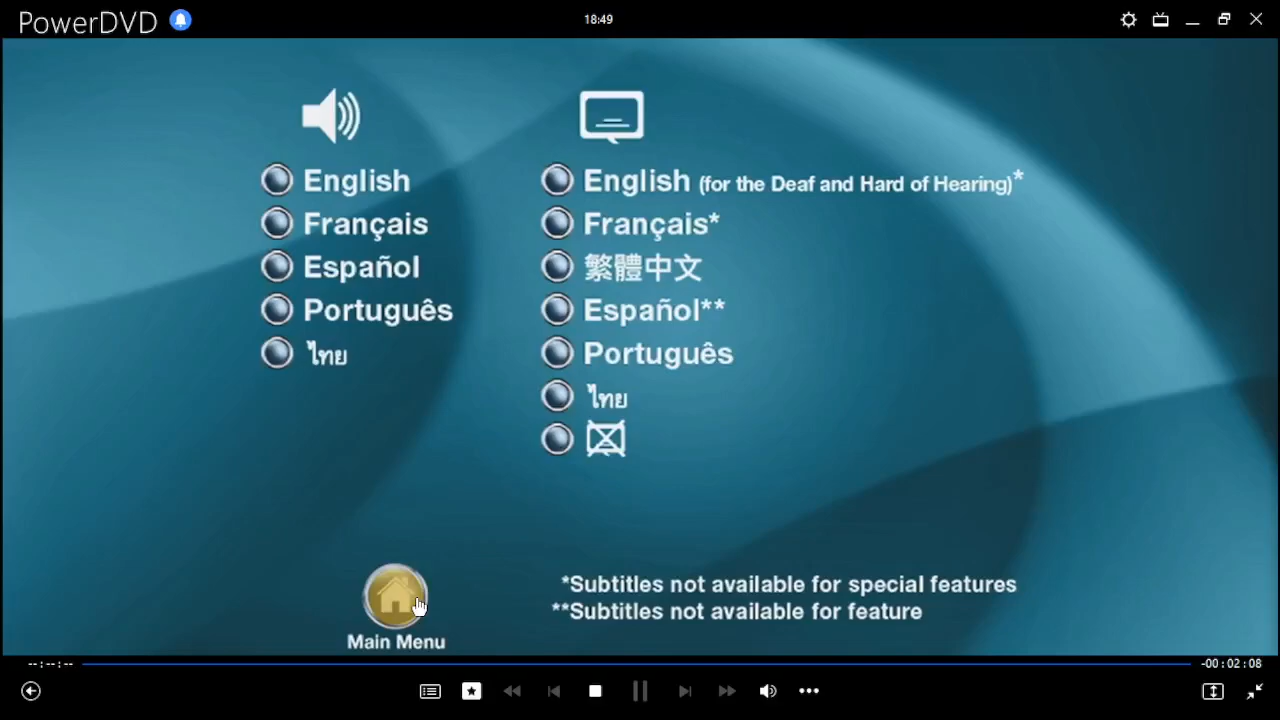 PowerDVD
18:49
English
Français
Español
Português
ไทย
English (for the Deaf and Hard of Hearing)*
Français*
繁體中文
Español**
Português
ไทย
*Subtitles not available for special features
**Subtitles not available for feature
Main Menu
--:--:--
-00:02:08